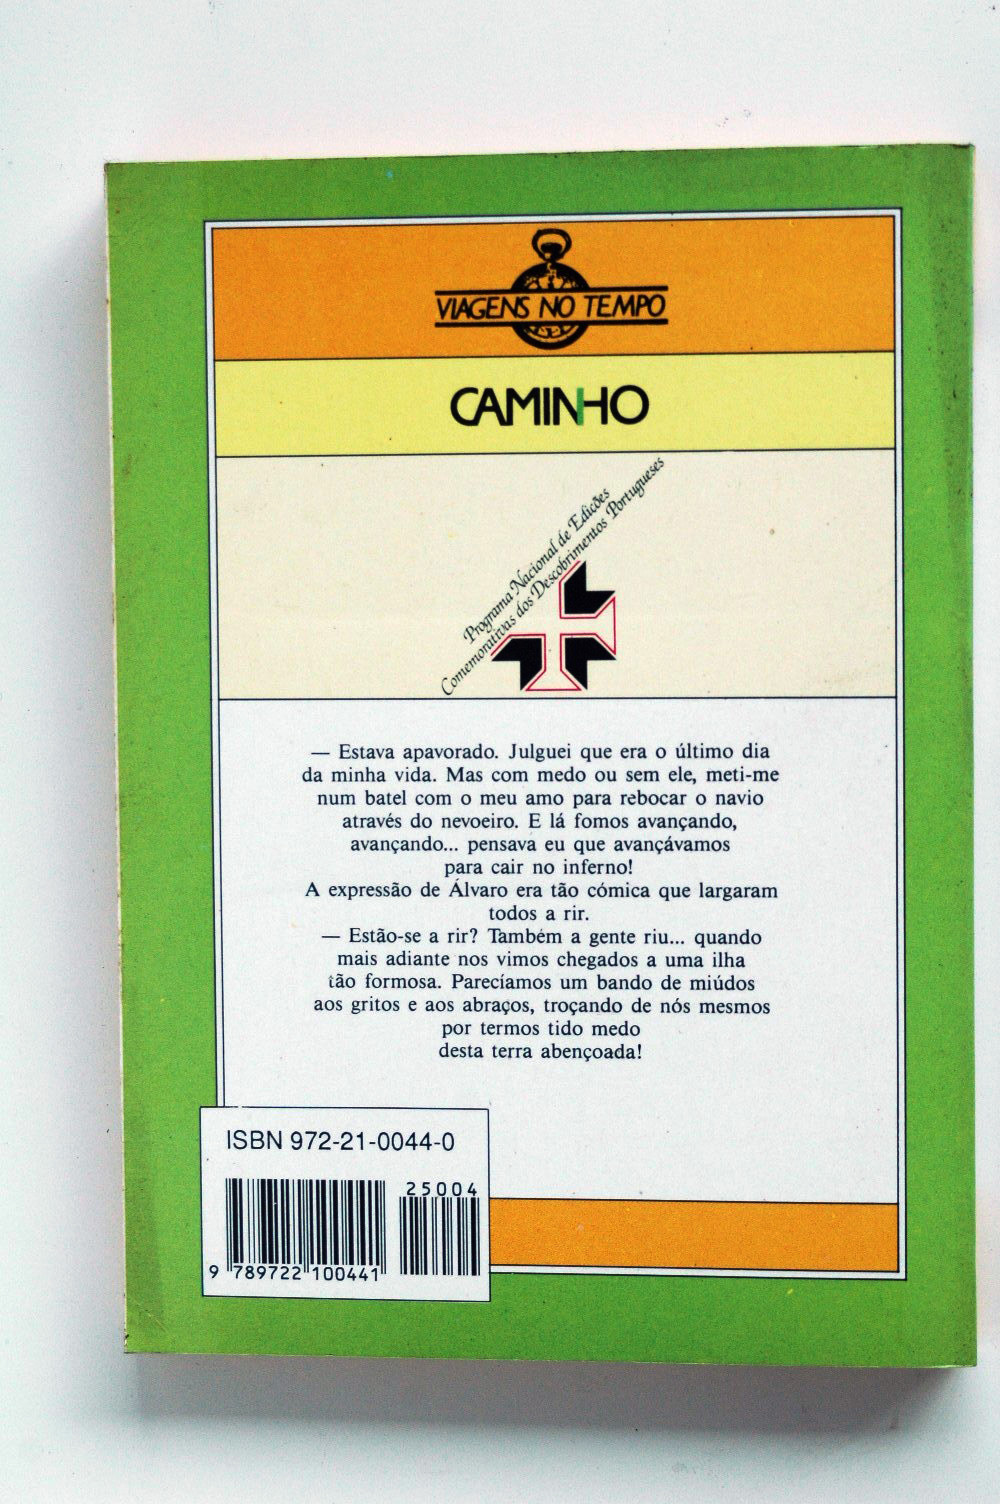 VIAGENS NO TEMPO
CAMINHO
Programa Nacional de Edições
Comemorativas dos Descobrimentos Portugueses
— Estava apavorado. Julguei que era o último dia
da minha vida. Mas com medo ou sem ele, meti-me
num batel com o meu amo para rebocar o navio
através do nevoeiro. E lá fomos avançando,
avançando... pensava eu que avançávamos
para cair no inferno!
A expressão de Álvaro era tão cómica que largaram
todos a rir.
— Estão-se a rir? Também a gente riu... quando
mais adiante nos vimos chegados a uma ilha
tão formosa. Parecíamos um bando de miúdos
aos gritos e aos abraços, troçando de nós mesmos
por termos tido medo
desta terra abençoada!
ISBN 972-21-0044-0
25004
9 789722 100441